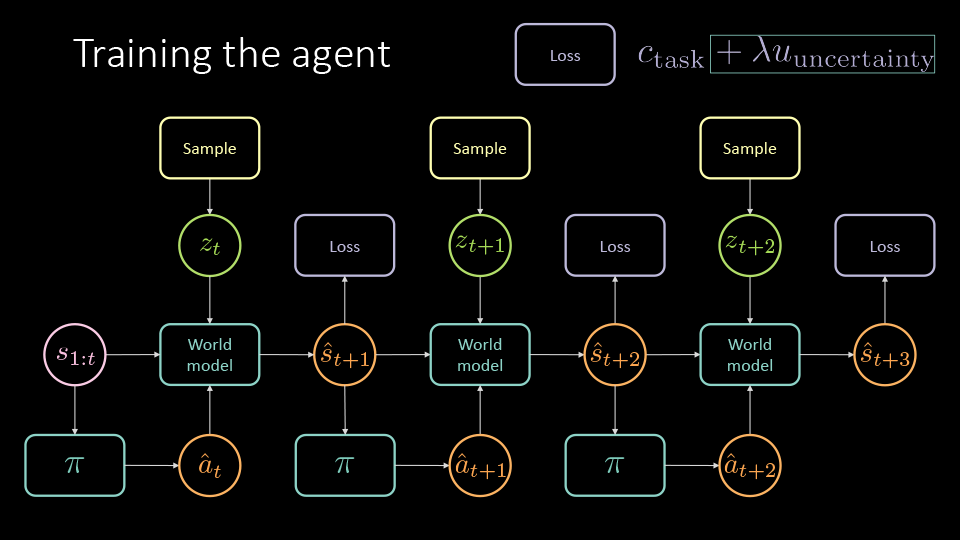 Training the agent
Loss
$c_{\text{task}} + \lambda u_{\text{uncertainty}}$
Sample
Sample
Sample
$z_t$
Loss
$z_{t+1}$
Loss
$z_{t+2}$
Loss
$s_{1:t}$
World
model
$\hat{s}_{t+1}$
World
model
$\hat{s}_{t+2}$
World
model
$\hat{s}_{t+3}$
$\pi$
$\hat{a}_t$
$\pi$
$\hat{a}_{t+1}$
$\pi$
$\hat{a}_{t+2}$